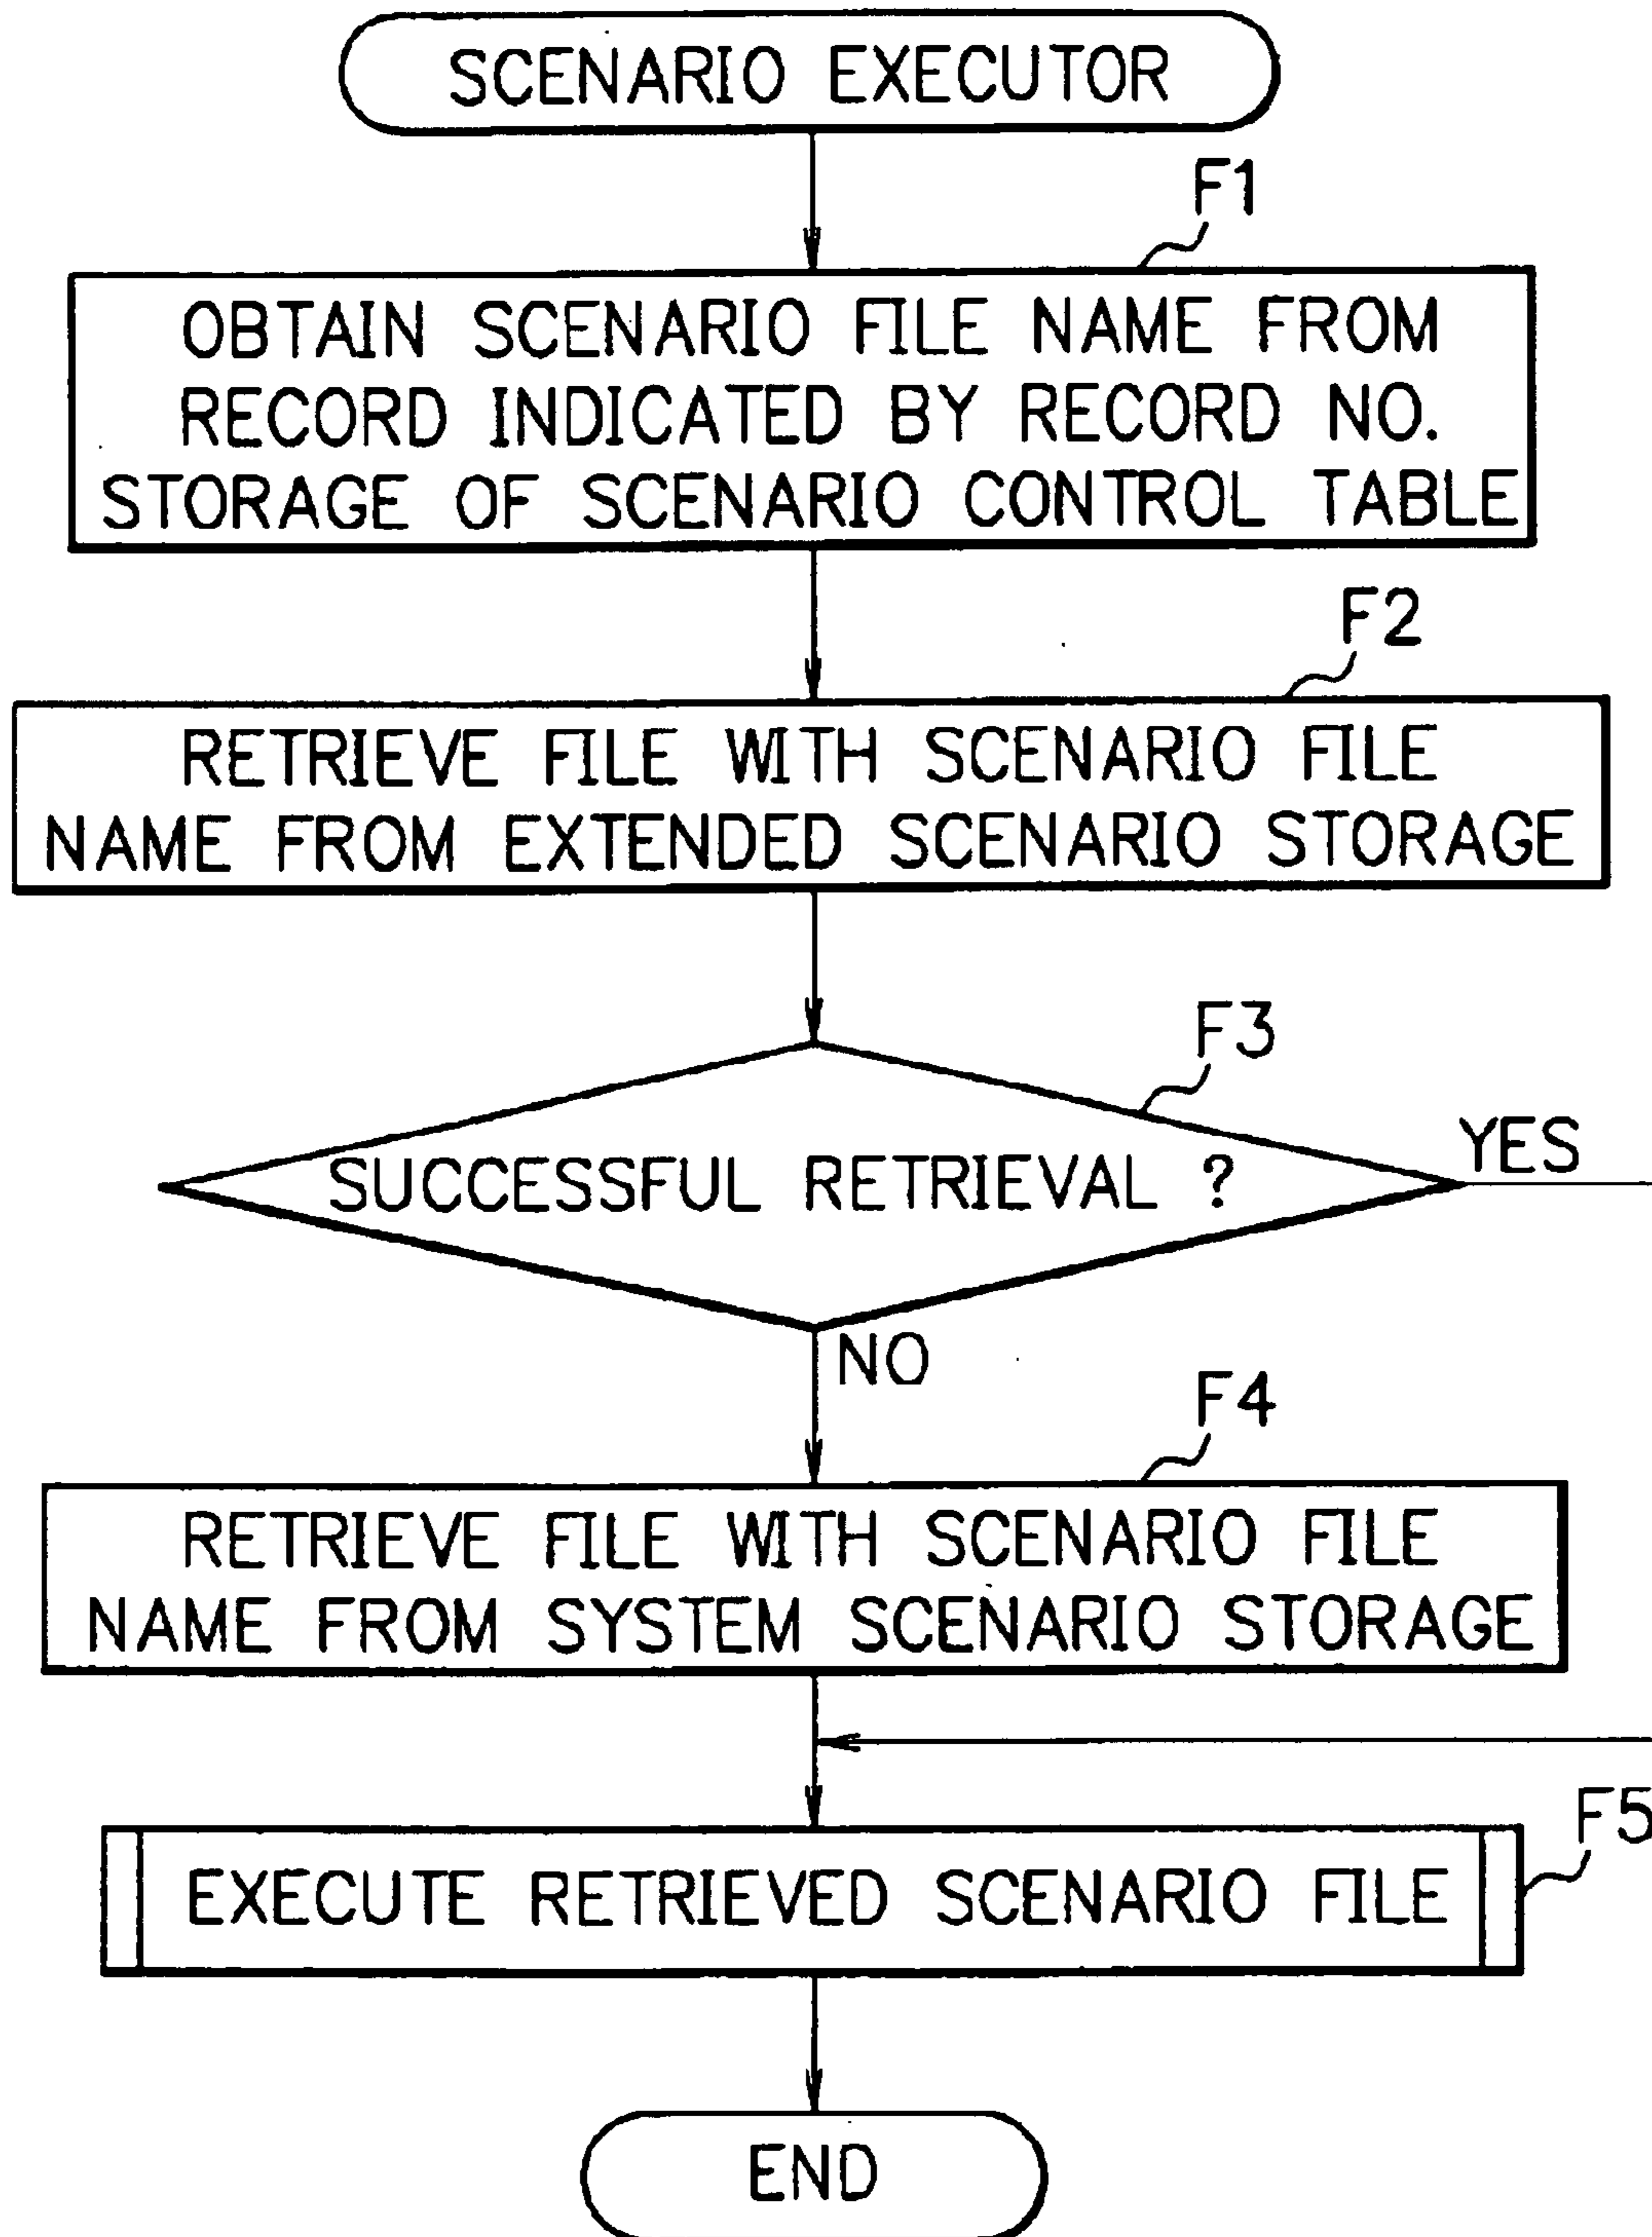 SCENARIO EXECUTOR
F1
OBTAIN SCENARIO FILE NAME FROM
RECORD INDICATED BY RECORD NO.
STORAGE OF SCENARIO CONTROL TABLE
F2
RETRIEVE FILE WITH SCENARIO FILE
NAME FROM EXTENDED SCENARIO STORAGE
F3
SUCCESSFUL RETRIEVAL ?
YES
NO
F4
RETRIEVE FILE WITH SCENARIO FILE
NAME FROM SYSTEM SCENARIO STORAGE
F5
EXECUTE RETRIEVED SCENARIO FILE
END